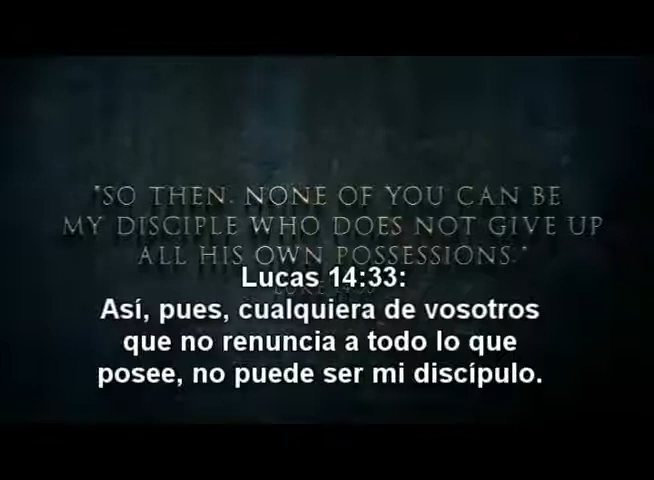 "SO THEN, NONE OF YOU CAN BE
MY DISCIPLE WHO DOES NOT GIVE UP
ALL HIS OWN POSSESSIONS."
Lucas 14:33:
Así, pues, cualquiera de vosotros
que no renuncia a todo lo que
posee, no puede ser mi discípulo.